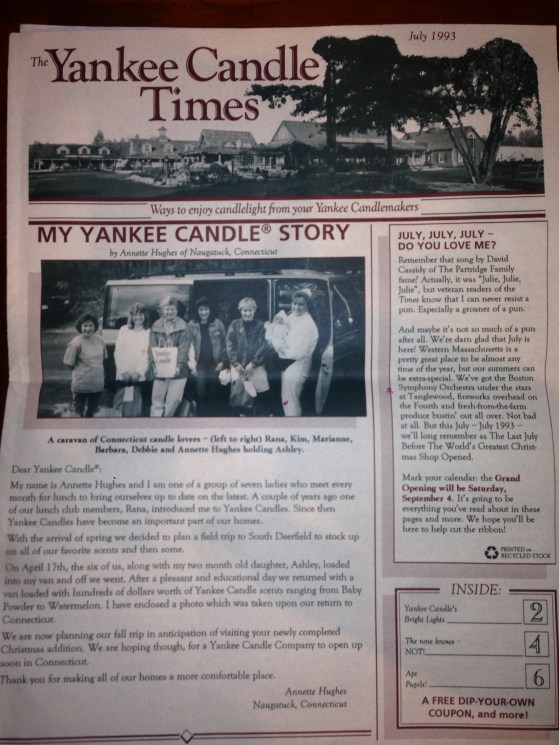 July 1993
The Yankee Candle
Times
Ways to enjoy candlelight from your Yankee Candlemakers
MY YANKEE CANDLE® STORY
by Annette Hughes of Naugatuck, Connecticut
A caravan of Connecticut candle lovers – (left to right) Rana, Kim, Marianne,
Barbara, Debbie and Annette Hughes holding Ashley.
Dear Yankee Candle®:
My name is Annette Hughes and I am one of a group of seven ladies who meet every
month for lunch to bring ourselves up to date on the latest. A couple of years ago one
of our lunch club members, Rana, introduced me to Yankee Candles. Since then
Yankee Candles have become an important part of our homes.
With the arrival of spring we decided to plan a field trip to South Deerfield to stock up
on all of our favorite scents and then some.
On April 17th, the six of us, along with my two month old daughter, Ashley, loaded
into my van and off we went. After a pleasant and educational day we returned with a
van loaded with hundreds of dollars worth of Yankee Candle scents ranging from Baby
Powder to Watermelon. I have enclosed a photo which was taken upon our return to
Connecticut.
We are now planning our fall trip in anticipation of visiting your newly completed
Christmas addition. We are hoping though, for a Yankee Candle Company to open up
soon in Connecticut.
Thank you for making all of our homes a more comfortable place.
Annette Hughes
Naugatuck, Connecticut
JULY, JULY, JULY –
DO YOU LOVE ME?
Remember that song by David
Cassidy of The Partridge Family
fame? Actually, it was "Julie, Julie,
Julie", but veteran readers of the
Times know that I can never resist a
pun. Especially a groaner of a pun.
And maybe it's not so much of a pun
after all. We're darn glad that July is
here! Western Massachusetts is a
pretty great place to be almost any
time of the year, but our summers can
be extra-special. We've got the Boston
Symphony Orchestra under the stars
at Tanglewood, fireworks overhead on
the Fourth and fresh-from-the-farm
produce bustin' out all over. Not bad
at all. But this July – July 1993 –
we'll long remember as The Last July
Before The World's Greatest Christ-
mas Shop Opened.
Mark your calendar: the Grand
Opening will be Saturday,
September 4. It's going to be
everything you've read about in these
pages and more. We hope you'll be
here to help cut the ribbon!
PRINTED on
RECYCLED STOCK
INSIDE:
Yankee Candle's
Bright Lights 2
The nose knows –
NOT! 4
Apt
Pupils! 6
A FREE DIP-YOUR-OWN
COUPON, and more!